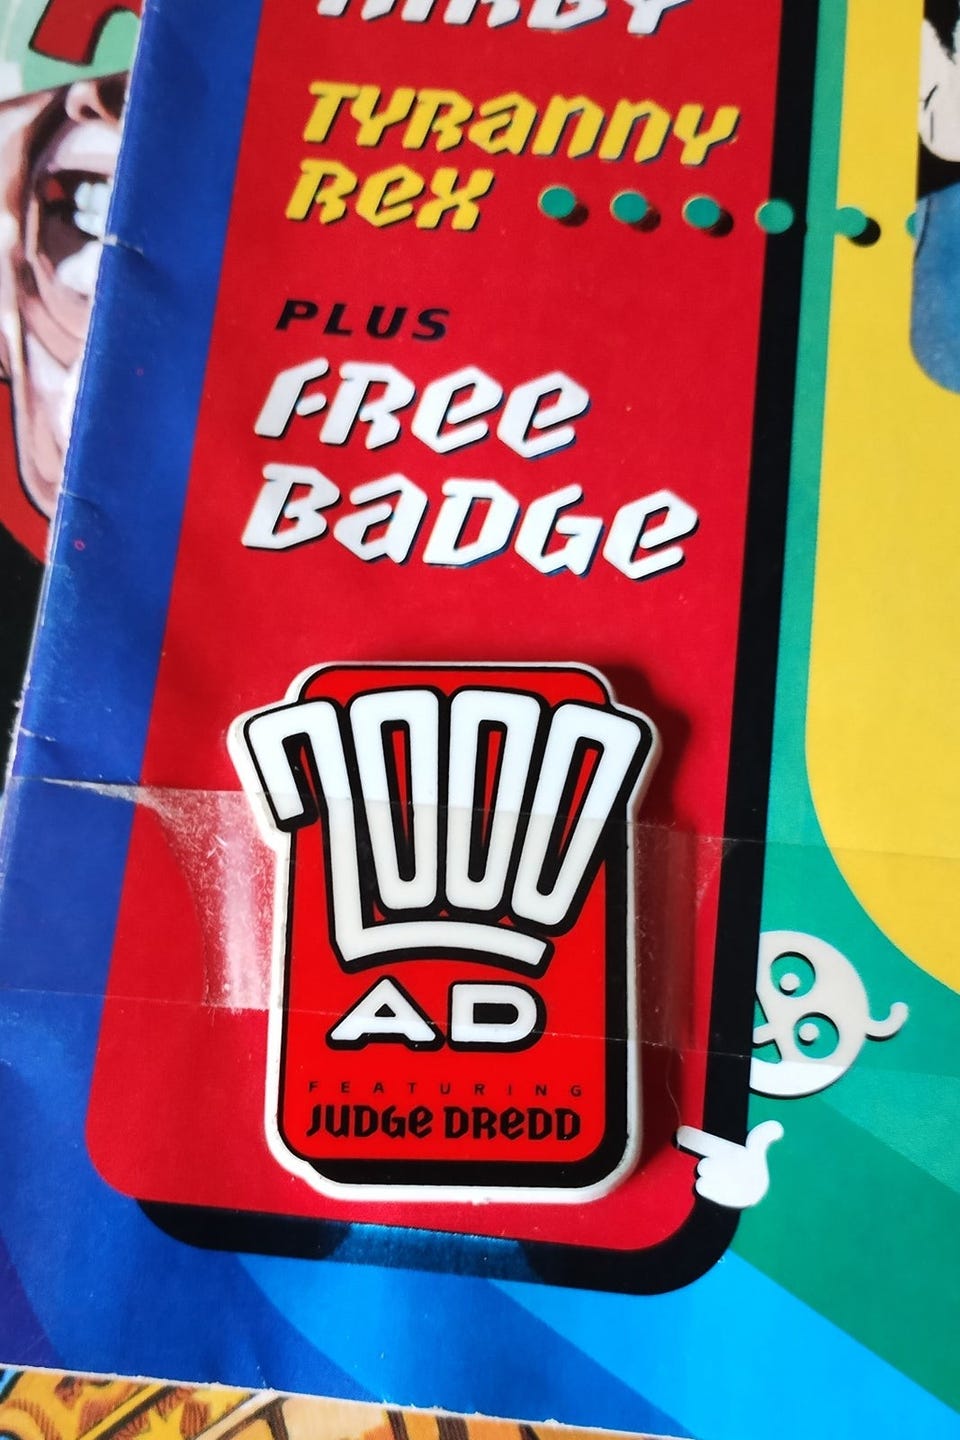 TYRANNY
REX
PLUS
FREE
BADGE
2000
AD
FEATURING
JUDGE DREDD